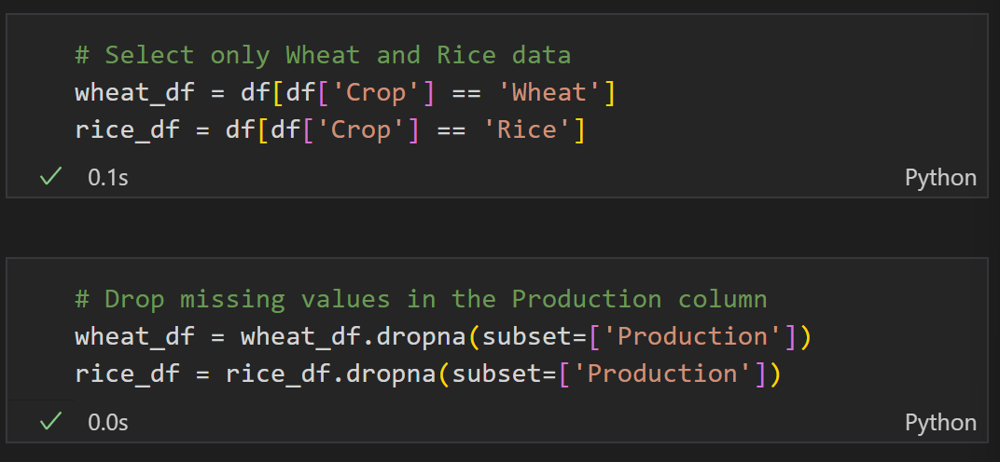 # Select only Wheat and Rice data
wheat_df = df[df['Crop'] == 'Wheat']
rice_df = df[df['Crop'] == 'Rice']
0.1s
Python
# Drop missing values in the Production column
wheat_df = wheat_df.dropna(subset=['Production'])
rice_df = rice_df.dropna(subset=['Production'])
0.0s
Python